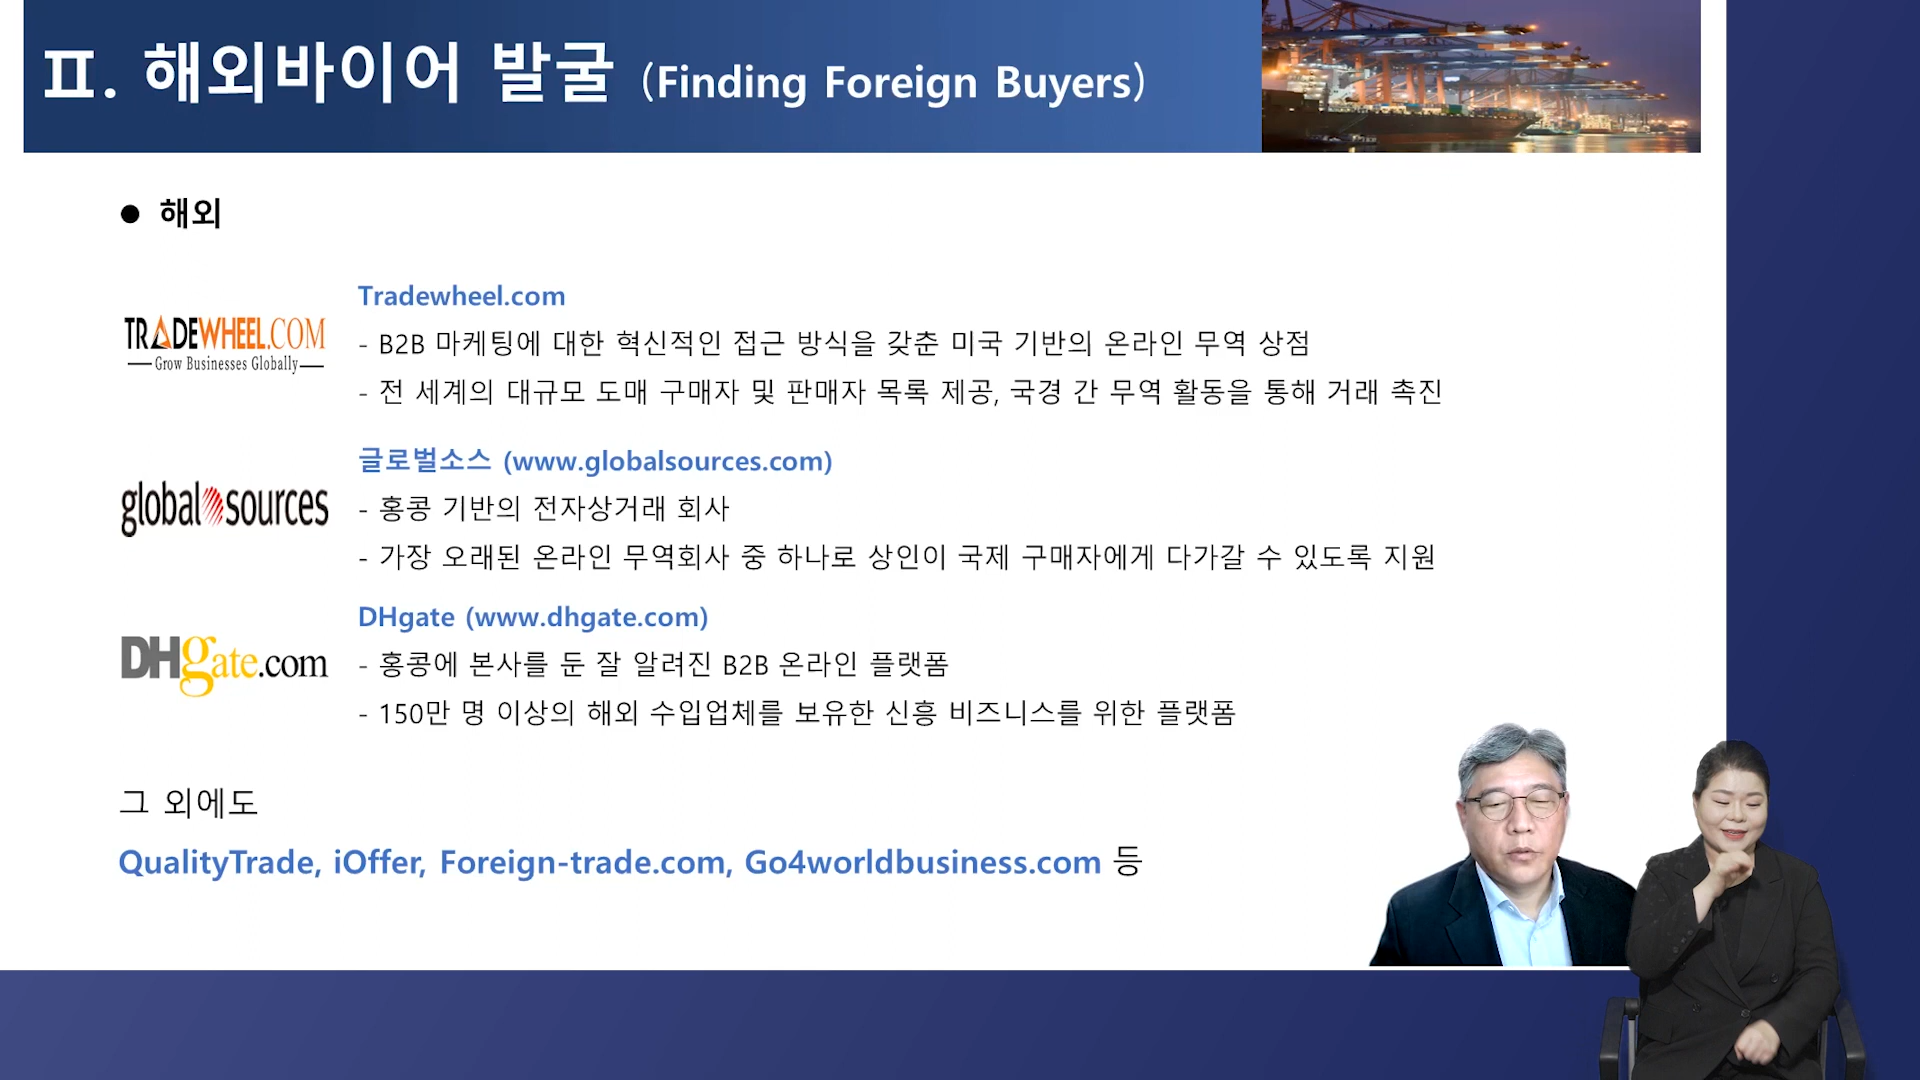 Ⅱ. 해외바이어 발굴 (Finding Foreign Buyers)
● 해외
TRADEWHEEL.COM
Grow Businesses Globally
Tradewheel.com
- B2B 마케팅에 대한 혁신적인 접근 방식을 갖춘 미국 기반의 온라인 무역 상점
- 전 세계의 대규모 도매 구매자 및 판매자 목록 제공, 국경 간 무역 활동을 통해 거래 촉진
global sources
글로벌소스 (www.globalsources.com)
- 홍콩 기반의 전자상거래 회사
- 가장 오래된 온라인 무역회사 중 하나로 상인이 국제 구매자에게 다가갈 수 있도록 지원
DHgate.com
DHgate (www.dhgate.com)
- 홍콩에 본사를 둔 잘 알려진 B2B 온라인 플랫폼
- 150만 명 이상의 해외 수입업체를 보유한 신흥 비즈니스를 위한 플랫폼
그 외에도
QualityTrade, iOffer, Foreign-trade.com, Go4worldbusiness.com 등